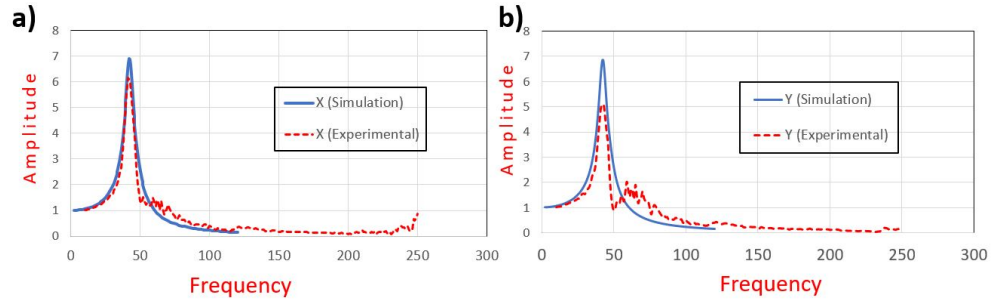 a)
8
7
6
5
4
3
2
1
0
Amplitude
X (Simulation)
X (Experimental)
0 50 100 150 200 250 300
Frequency
b)
8
7
6
5
4
3
2
1
0
Amplitude
Y (Simulation)
Y (Experimental)
0 50 100 150 200 250 300
Frequency